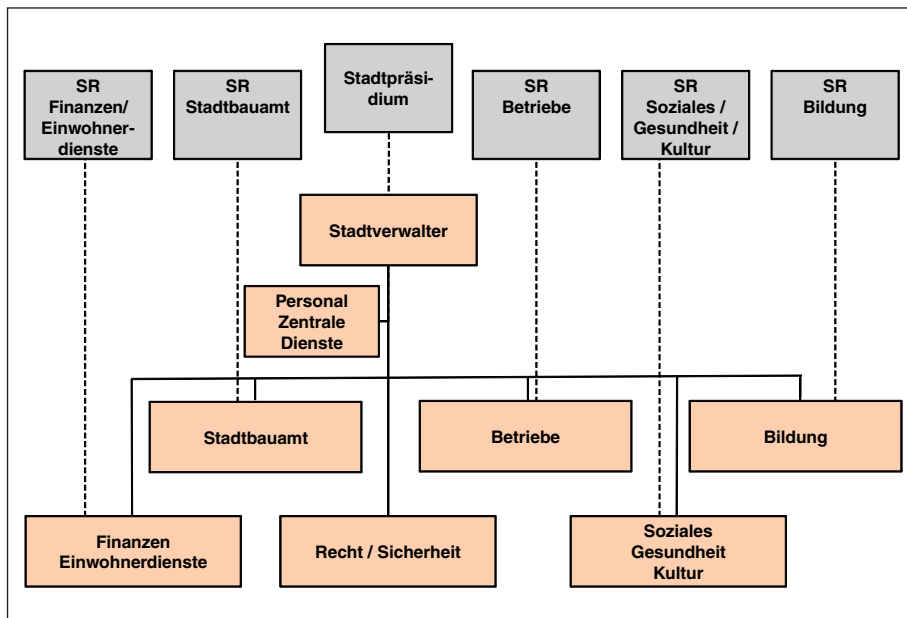 SR
Finanzen/
Einwohner-
dienste
SR
Stadtbauamt
Stadtpräsi-
dium
SR
Betriebe
SR
Soziales /
Gesundheit /
Kultur
SR
Bildung
Stadtverwalter
Personal
Zentrale
Dienste
Stadtbauamt
Betriebe
Bildung
Finanzen
Einwohnerdienste
Recht / Sicherheit
Soziales
Gesundheit
Kultur